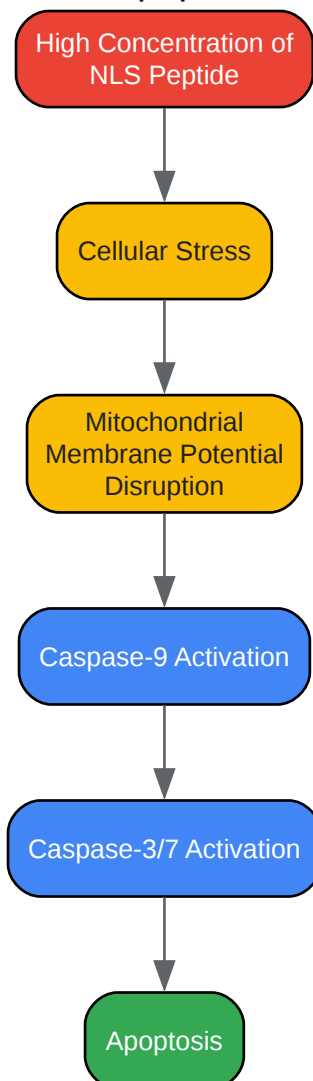 High Concentration of
NLS Peptide
Cellular Stress
Mitochondrial
Membrane Potential
Disruption
Caspase-9 Activation
Caspase-3/7 Activation
Apoptosis